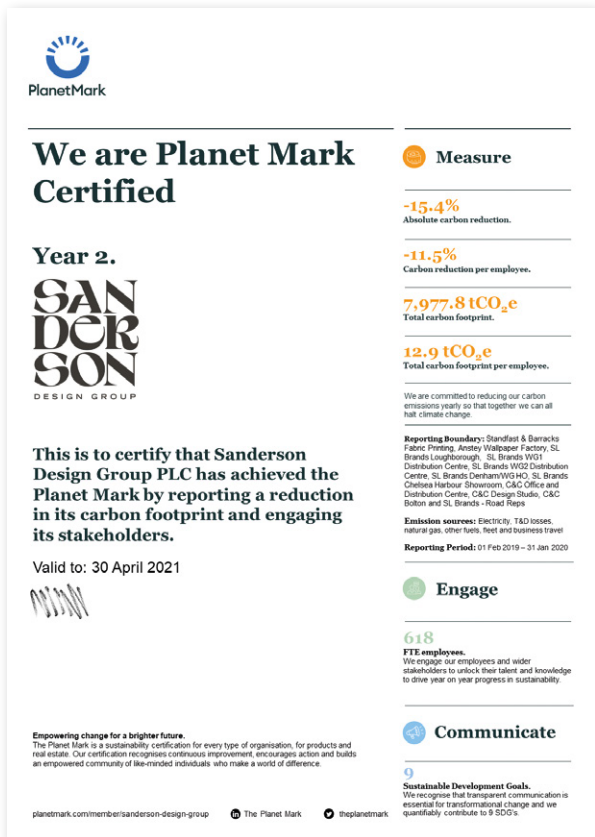 PlanetMark
We are Planet Mark
Certified
Year 2.
SAN
DER
SON
DESIGN GROUP
This is to certify that Sanderson
Design Group PLC has achieved the
Planet Mark by reporting a reduction
in its carbon footprint and engaging
its stakeholders.
Valid to: 30 April 2021
Empowering change for a brighter future.
The Planet Mark is a sustainability certification for every type of organisation, for products and
real estate. Our certification recognises continuous improvement, encourages action and builds
an empowered community of like-minded individuals who make a world of difference.
planetmark.com/member/sanderson-design-group
The Planet Mark
theplanetmark
Measure
-15.4%
Absolute carbon reduction.
-11.5%
Carbon reduction per employee.
7,977.8 tCO₂e
Total carbon footprint.
12.9 tCO₂e
Total carbon footprint per employee.
We are committed to reducing our carbon
emissions yearly so that together we can all
halt climate change.
Reporting Boundary: Standfast & Barracks
Fabric Printing, Anstey Wallpaper Factory, SL
Brands Loughborough, SL Brands WG1
Distribution Centre, SL Brands WG2 Distribution
Centre, SL Brands Denham/WG HO, SL Brands
Chelsea Harbour Showroom, C&C Office and
Distribution Centre, C&C Design Studio, C&C
Bolton and SL Brands - Road Reps
Emission sources: Electricity, T&D losses,
natural gas, other fuels, fleet and business travel
Reporting Period: 01 Feb 2019 – 31 Jan 2020
Engage
618
FTE employees.
We engage our employees and wider
stakeholders to unlock their talent and knowledge
to drive year on year progress in sustainability.
Communicate
9
Sustainable Development Goals.
We recognise that transparent communication is
essential for transformational change and we
quantifiably contribute to 9 SDG's.